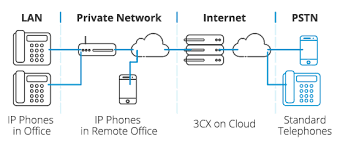 LAN
Private Network
Internet
PSTN
IP Phones
in Office
IP Phones
in Remote Office
3CX on Cloud
Standard
Telephones